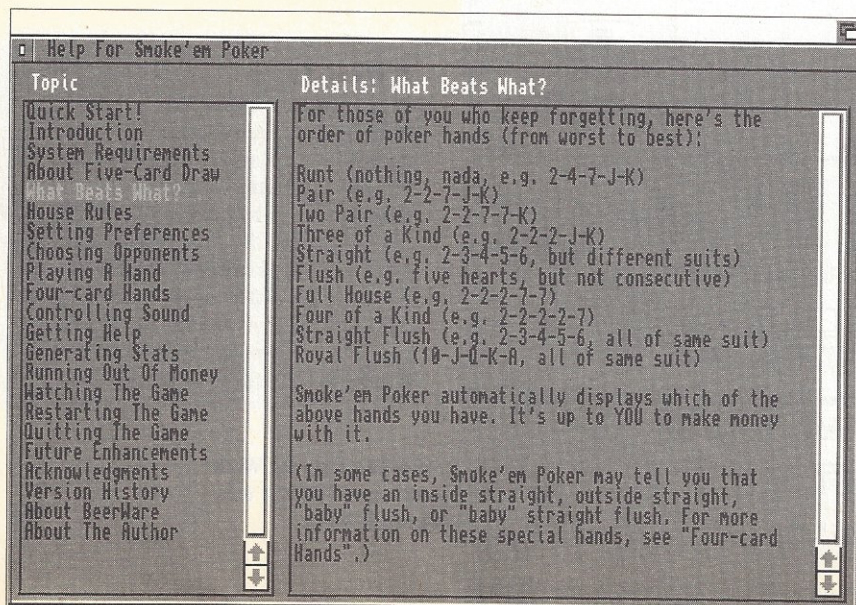 Help For Smoke'em Poker
Topic
Quick Start!
Introduction
System Requirements
About Five-Card Draw
What Beats What?
House Rules
Setting Preferences
Choosing Opponents
Playing A Hand
Four-card Hands
Controlling Sound
Getting Help
Generating Stats
Running Out Of Money
Watching The Game
Restarting The Game
Quitting The Game
Future Enhancements
Acknowledgments
Version History
About BeerWare
About The Author
Details: What Beats What?
For those of you who keep forgetting, here's the
order of poker hands (from worst to best):
Runt (nothing, nada, e.g. 2-4-7-J-K)
Pair (e.g. 2-2-7-J-K)
Two Pair (e.g. 2-2-7-7-K)
Three of a Kind (e.g. 2-2-2-J-K)
Straight (e.g. 2-3-4-5-6, but different suits)
Flush (e.g. five hearts, but not consecutive)
Full House (e.g. 2-2-2-7-7)
Four of a Kind (e.g. 2-2-2-2-7)
Straight Flush (e.g. 2-3-4-5-6, all of same suit)
Royal Flush (10-J-Q-K-A, all of same suit)
Smoke'em Poker automatically displays which of the
above hands you have. It's up to YOU to make money
with it.
(In some cases, Smoke'em Poker may tell you that
you have an inside straight, outside straight,
"baby" flush, or "baby" straight flush. For more
information on these special hands, see "Four-card
Hands".)